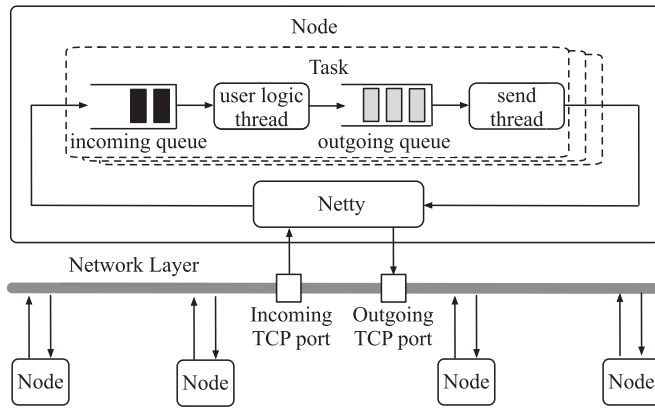 Node
Task
user logic
thread
send
thread
incoming queue
outgoing queue
Netty
Network Layer
Incoming
TCP port
Outgoing
TCP port
Node
Node
Node
Node